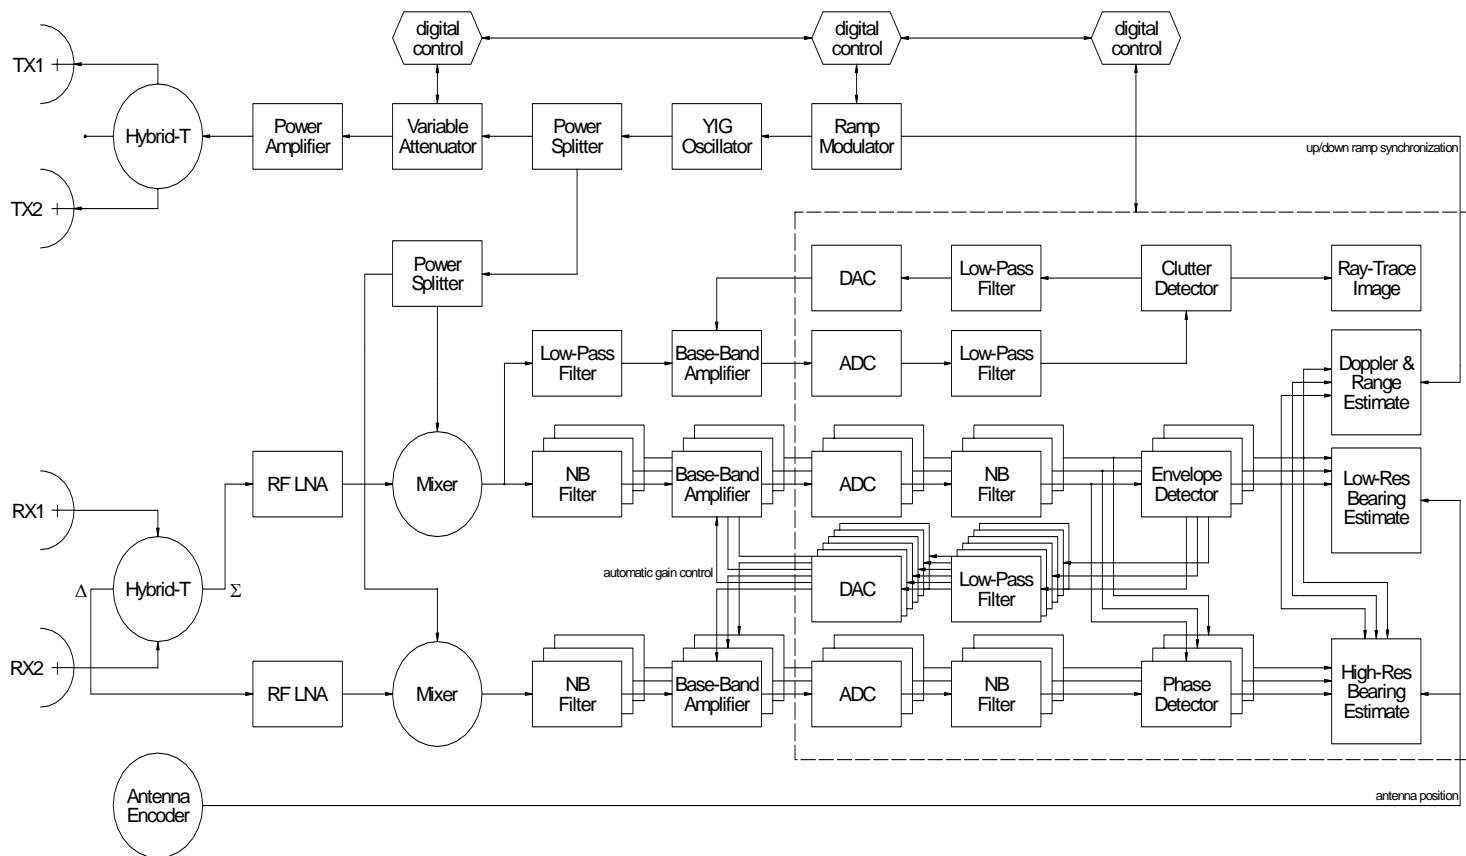 digital
control
digital
control
digital
control
TX1
Hybrid-T
Power
Amplifier
Variable
Attenuator
Power
Splitter
YIG
Oscillator
Ramp
Modulator
up/down ramp synchronization
TX2
Power
Splitter
DAC
Low-Pass
Filter
Clutter
Detector
Ray-Trace
Image
Low-Pass
Filter
Base-Band
Amplifier
ADC
Low-Pass
Filter
Doppler &
Range
Estimate
RX1
RF LNA
Mixer
NB
Filter
Base-Band
Amplifier
ADC
NB
Filter
Envelope
Detector
Low-Res
Bearing
Estimate
Δ
Hybrid-T
Σ
automatic gain control
DAC
Low-Pass
Filter
RX2
RF LNA
Mixer
NB
Filter
Base-Band
Amplifier
ADC
NB
Filter
Phase
Detector
High-Res
Bearing
Estimate
Antenna
Encoder
antenna position